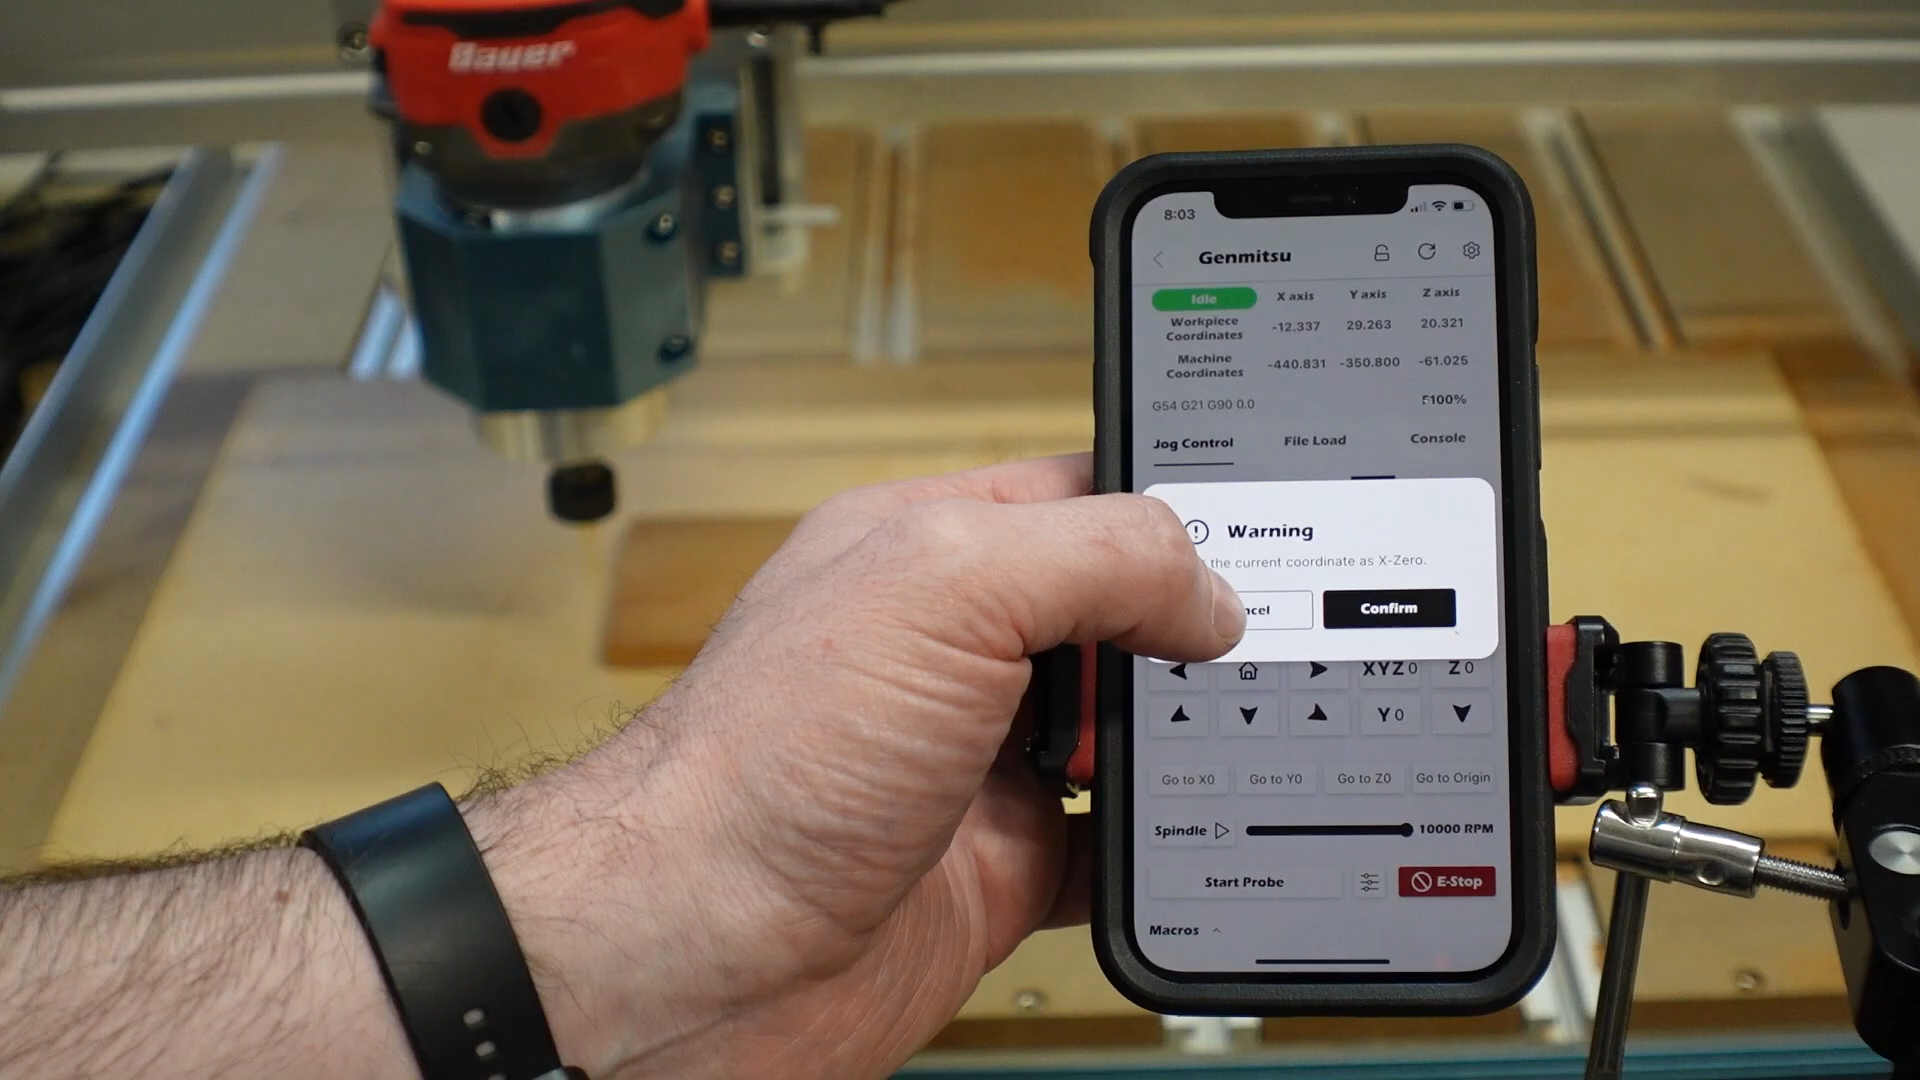 Bauer
8:03
Genmitsu
Idle X axis Y axis Z axis
Workpiece Coordinates -12.337 29.263 20.321
Machine Coordinates -440.831 -350.800 -61.025
G54 G21 G90 0.0 100%
Jog Control File Load Console
Warning
the current coordinate as X-Zero.
ncel Confirm
XYZ 0 Z 0
Y 0
Go to X0 Go to Y0 Go to Z0 Go to Origin
Spindle 10000 RPM
Start Probe E-Stop
Macros